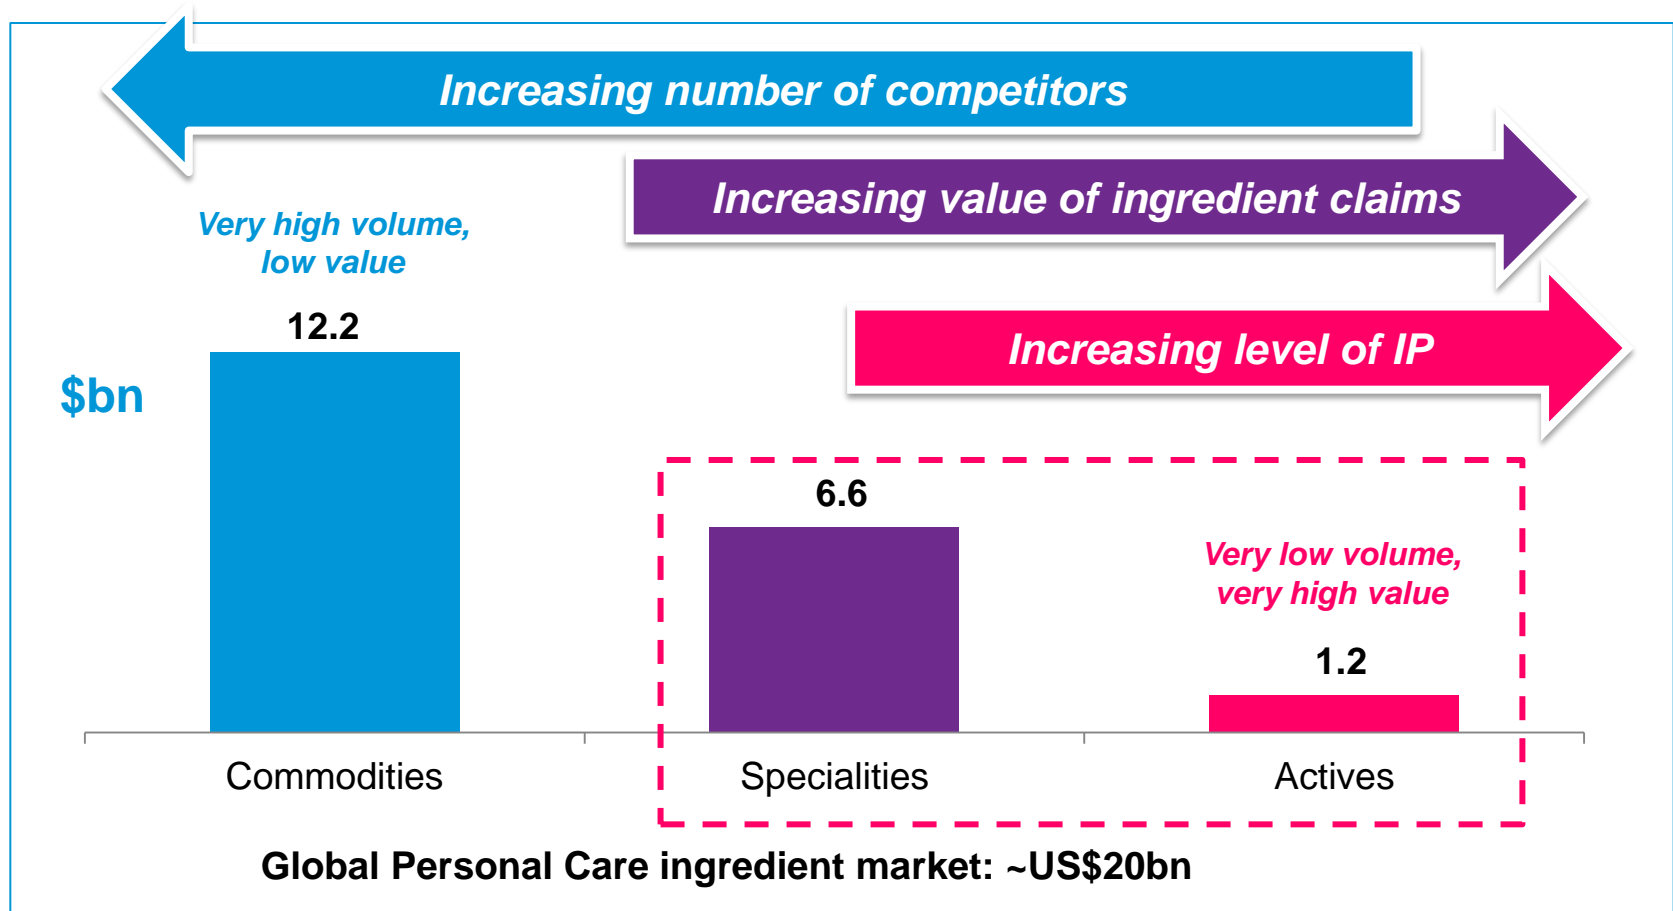 Increasing number of competitors
Increasing value of ingredient claims
Very high volume,
low value
12.2
Increasing level of IP
$bn
6.6
Very low volume,
very high value
1.2
Commodities
Specialities
Actives
Global Personal Care ingredient market: ~US$20bn